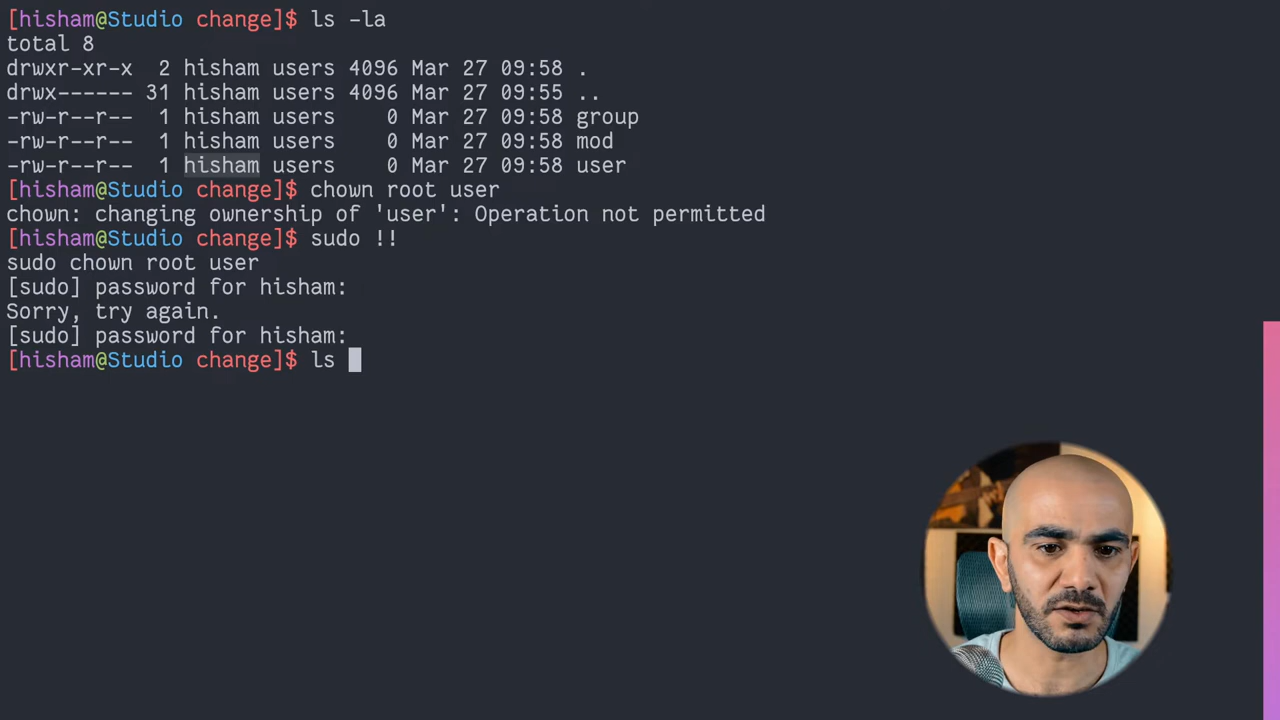 [hisham@Studio change]$ ls -la
total 8
drwxr-xr-x  2 hisham users 4096 Mar 27 09:58 .
drwx------ 31 hisham users 4096 Mar 27 09:55 ..
-rw-r--r--  1 hisham users    0 Mar 27 09:58 group
-rw-r--r--  1 hisham users    0 Mar 27 09:58 mod
-rw-r--r--  1 hisham users    0 Mar 27 09:58 user
[hisham@Studio change]$ chown root user
chown: changing ownership of 'user': Operation not permitted
[hisham@Studio change]$ sudo !!
sudo chown root user
[sudo] password for hisham:
Sorry, try again.
[sudo] password for hisham:
[hisham@Studio change]$ ls